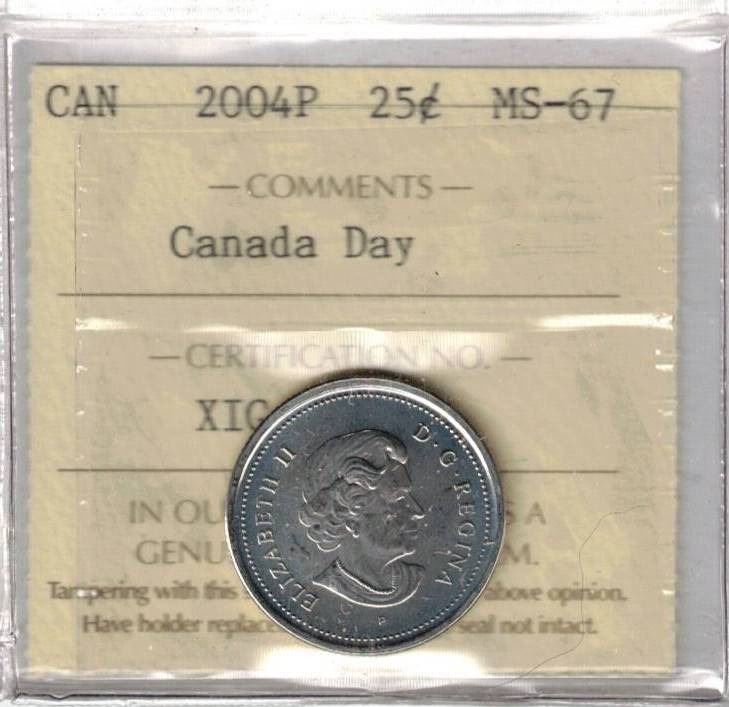 CAN 2004P 25¢ MS-67
— COMMENTS —
Canada Day
— CERTIFICATION NO. —
XIG
IN OU S A
GENU M.
Tampering with this above opinion.
Have holder replace seal not intact.
ELIZABETH II D·G·REGINA
P